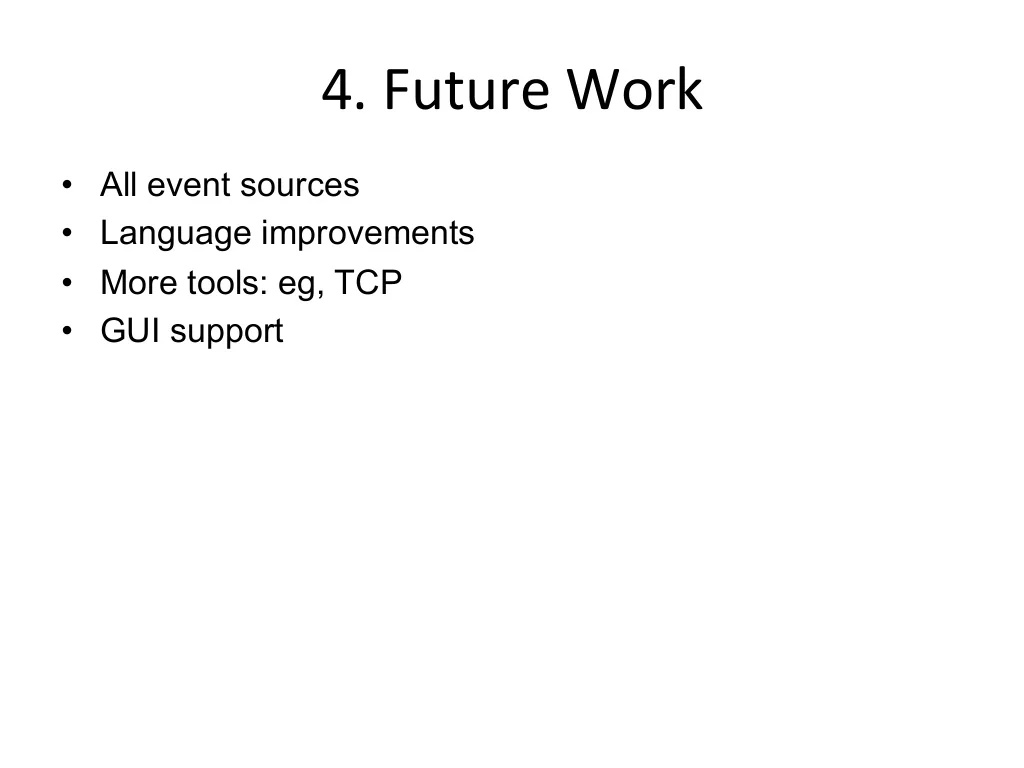 4. Future Work
• All event sources
• Language improvements
• More tools: eg, TCP
• GUI support